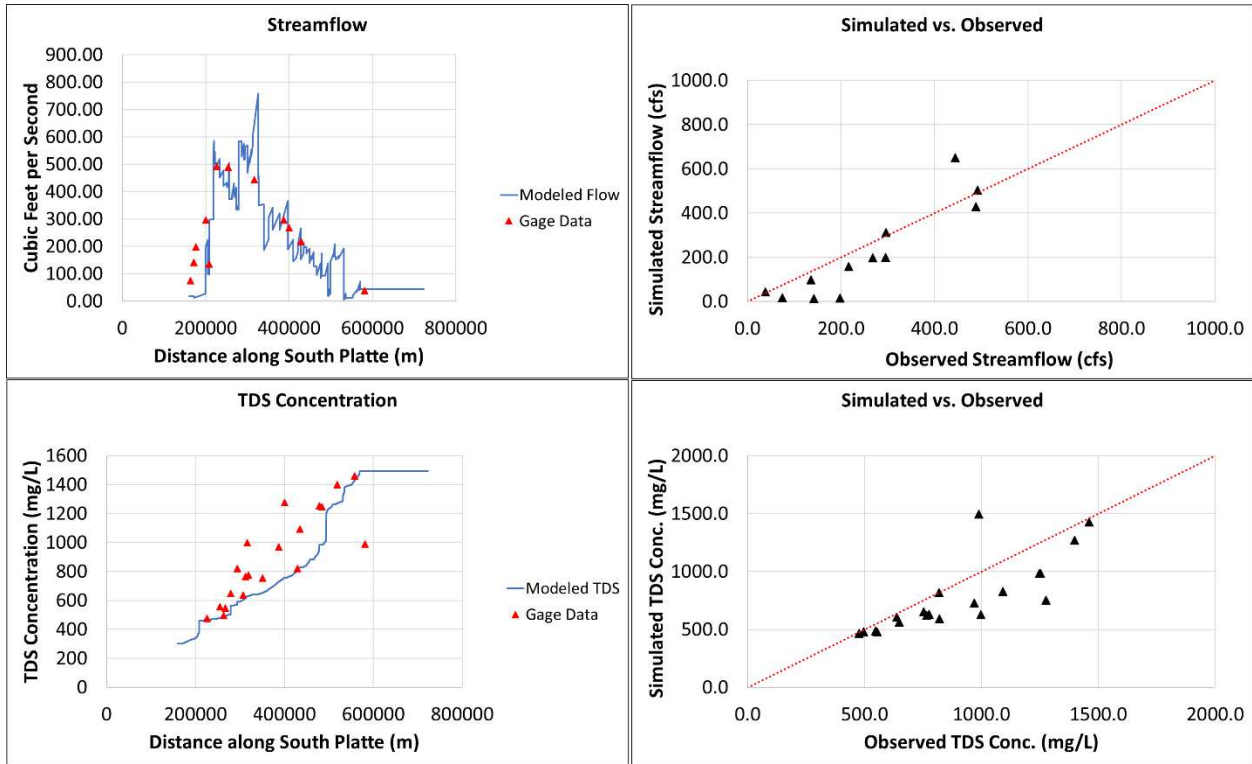 Streamflow
900.00
800.00
700.00
600.00
500.00
400.00
300.00
200.00
100.00
0.00
Cubic Feet per Second
0 200000 400000 600000 800000
Distance along South Platte (m)
Modeled Flow
Gage Data
Simulated vs. Observed
1000.0
800.0
600.0
400.0
200.0
0.0
Simulated Streamflow (cfs)
0.0 200.0 400.0 600.0 800.0 1000.0
Observed Streamflow (cfs)
TDS Concentration
1600
1400
1200
1000
800
600
400
200
0
TDS Concentration (mg/L)
0 200000 400000 600000 800000
Distance along South Platte (m)
Modeled TDS
Gage Data
Simulated vs. Observed
2000.0
1500.0
1000.0
500.0
0.0
Simulated TDS Conc. (mg/L)
0.0 500.0 1000.0 1500.0 2000.0
Observed TDS Conc. (mg/L)